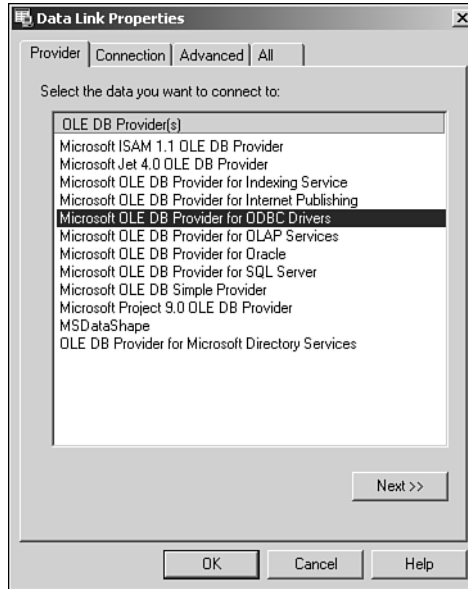 Data Link Properties
Provider Connection Advanced All
Select the data you want to connect to:
OLE DB Provider(s)
Microsoft ISAM 1.1 OLE DB Provider
Microsoft Jet 4.0 OLE DB Provider
Microsoft OLE DB Provider for Indexing Service
Microsoft OLE DB Provider for Internet Publishing
Microsoft OLE DB Provider for ODBC Drivers
Microsoft OLE DB Provider for OLAP Services
Microsoft OLE DB Provider for Oracle
Microsoft OLE DB Provider for SQL Server
Microsoft OLE DB Simple Provider
Microsoft Project 9.0 OLE DB Provider
MSDataShape
OLE DB Provider for Microsoft Directory Services
Next >>
OK Cancel Help